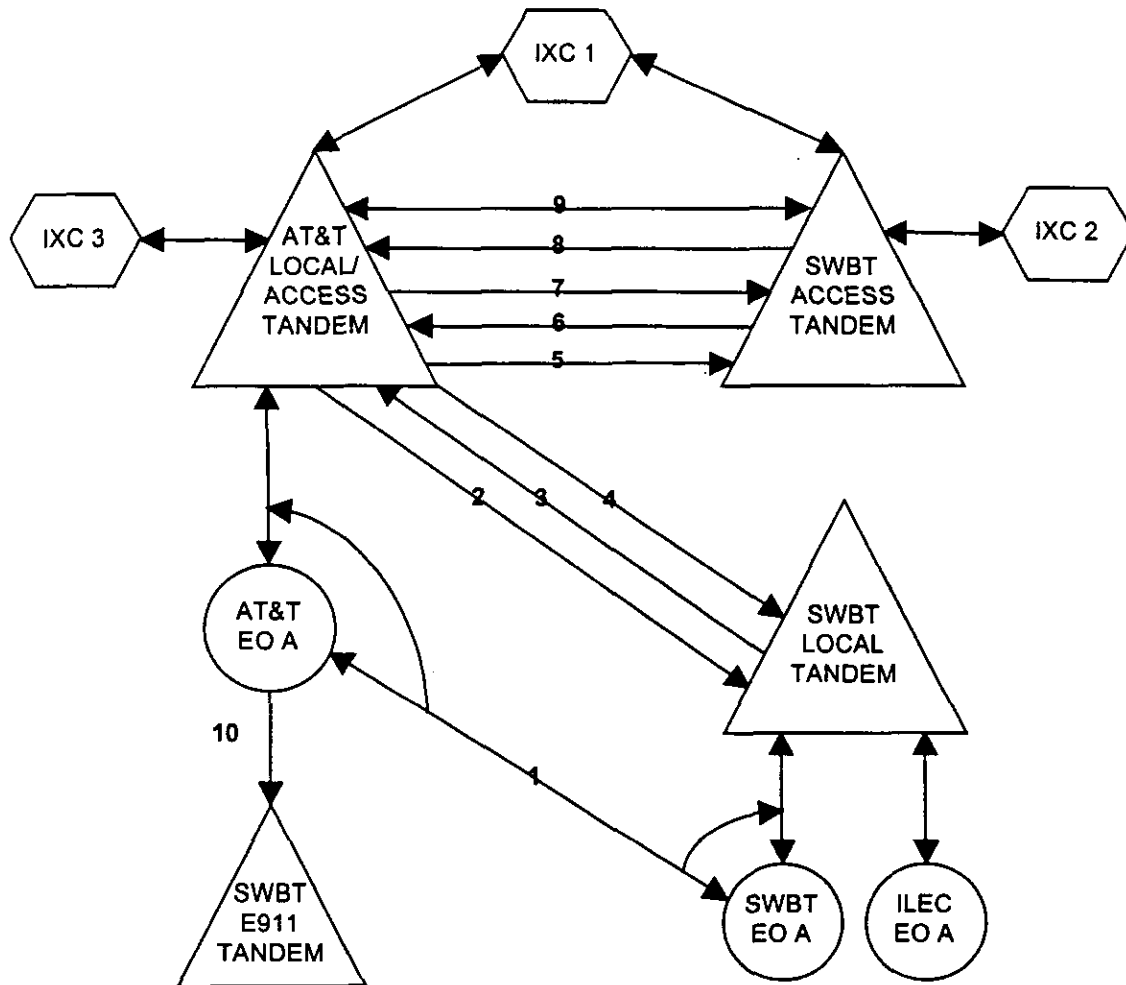 IXC 1
IXC 3
9
IXC 2
AT&T
LOCAL/
ACCESS
TANDEM
8
7
6
5
SWBT
ACCESS
TANDEM
2
3
4
AT&T
EO A
SWBT
LOCAL
TANDEM
10
1
SWBT
E911
TANDEM
SWBT
EO A
ILEC
EO A